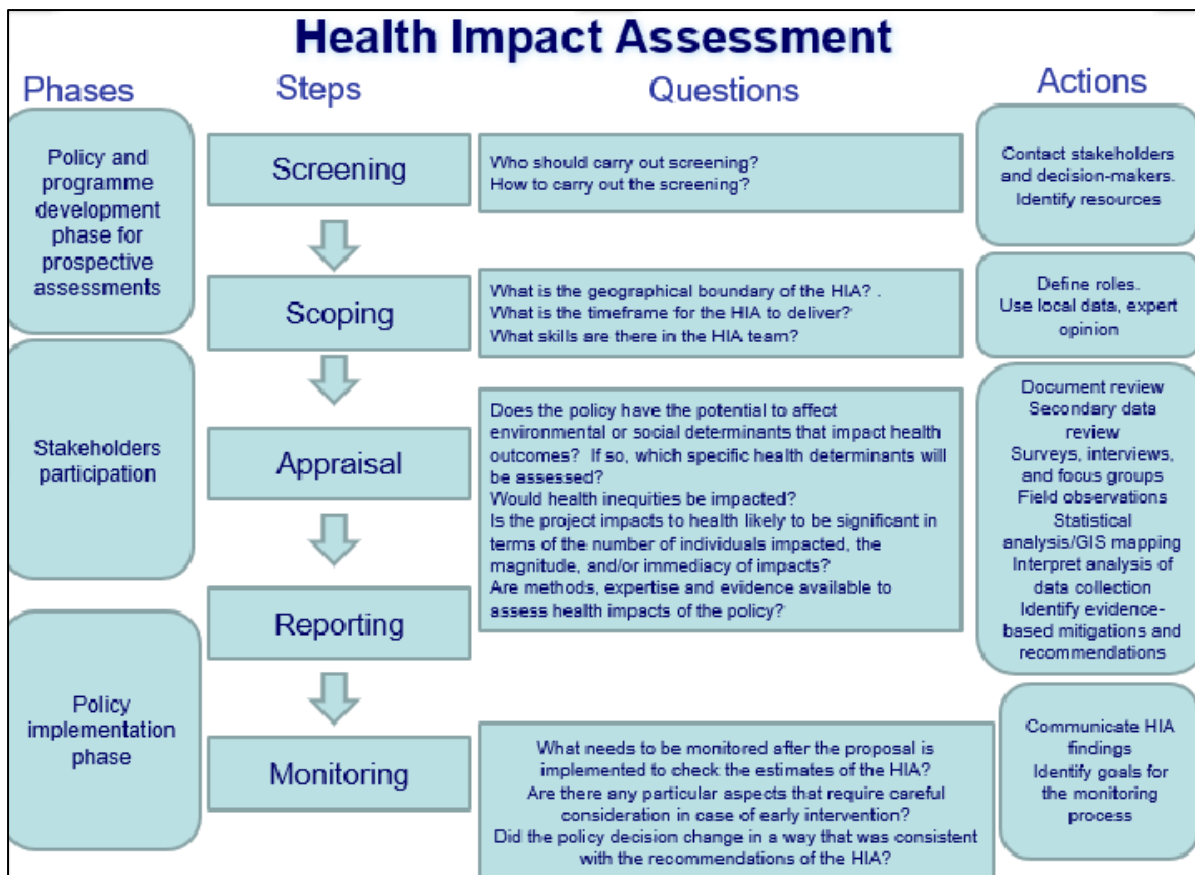 Health Impact Assessment
Phases
Steps
Questions
Actions
Policy and
programme
development
phase for
prospective
assessments
Screening
Who should carry out screening?
How to carry out the screening?
Contact stakeholders
and decision-makers.
Identify resources
Scoping
What is the geographical boundary of the HIA? .
What is the timeframe for the HIA to deliver?
What skills are there in the HIA team?
Define roles.
Use local data, expert
opinion
Stakeholders
participation
Appraisal
Reporting
Does the policy have the potential to affect
environmental or social determinants that impact health
outcomes?  If so, which specific health determinants will
be assessed?
Would health inequities be impacted?
Is the project impacts to health likely to be significant in
terms of the number of individuals impacted, the
magnitude, and/or immediacy of impacts?
Are methods, expertise and evidence available to
assess health impacts of the policy?
Document review
Secondary data
review
Surveys, interviews,
and focus groups
Field observations
Statistical
analysis/GIS mapping
Interpret analysis of
data collection
Identify evidence-
based mitigations and
recommendations
Policy
implementation
phase
Monitoring
What needs to be monitored after the proposal is
implemented to check the estimates of the HIA?
Are there any particular aspects that require careful
consideration in case of early intervention?
Did the policy decision change in a way that was consistent
with the recommendations of the HIA?
Communicate HIA
findings
Identify goals for
the monitoring
process